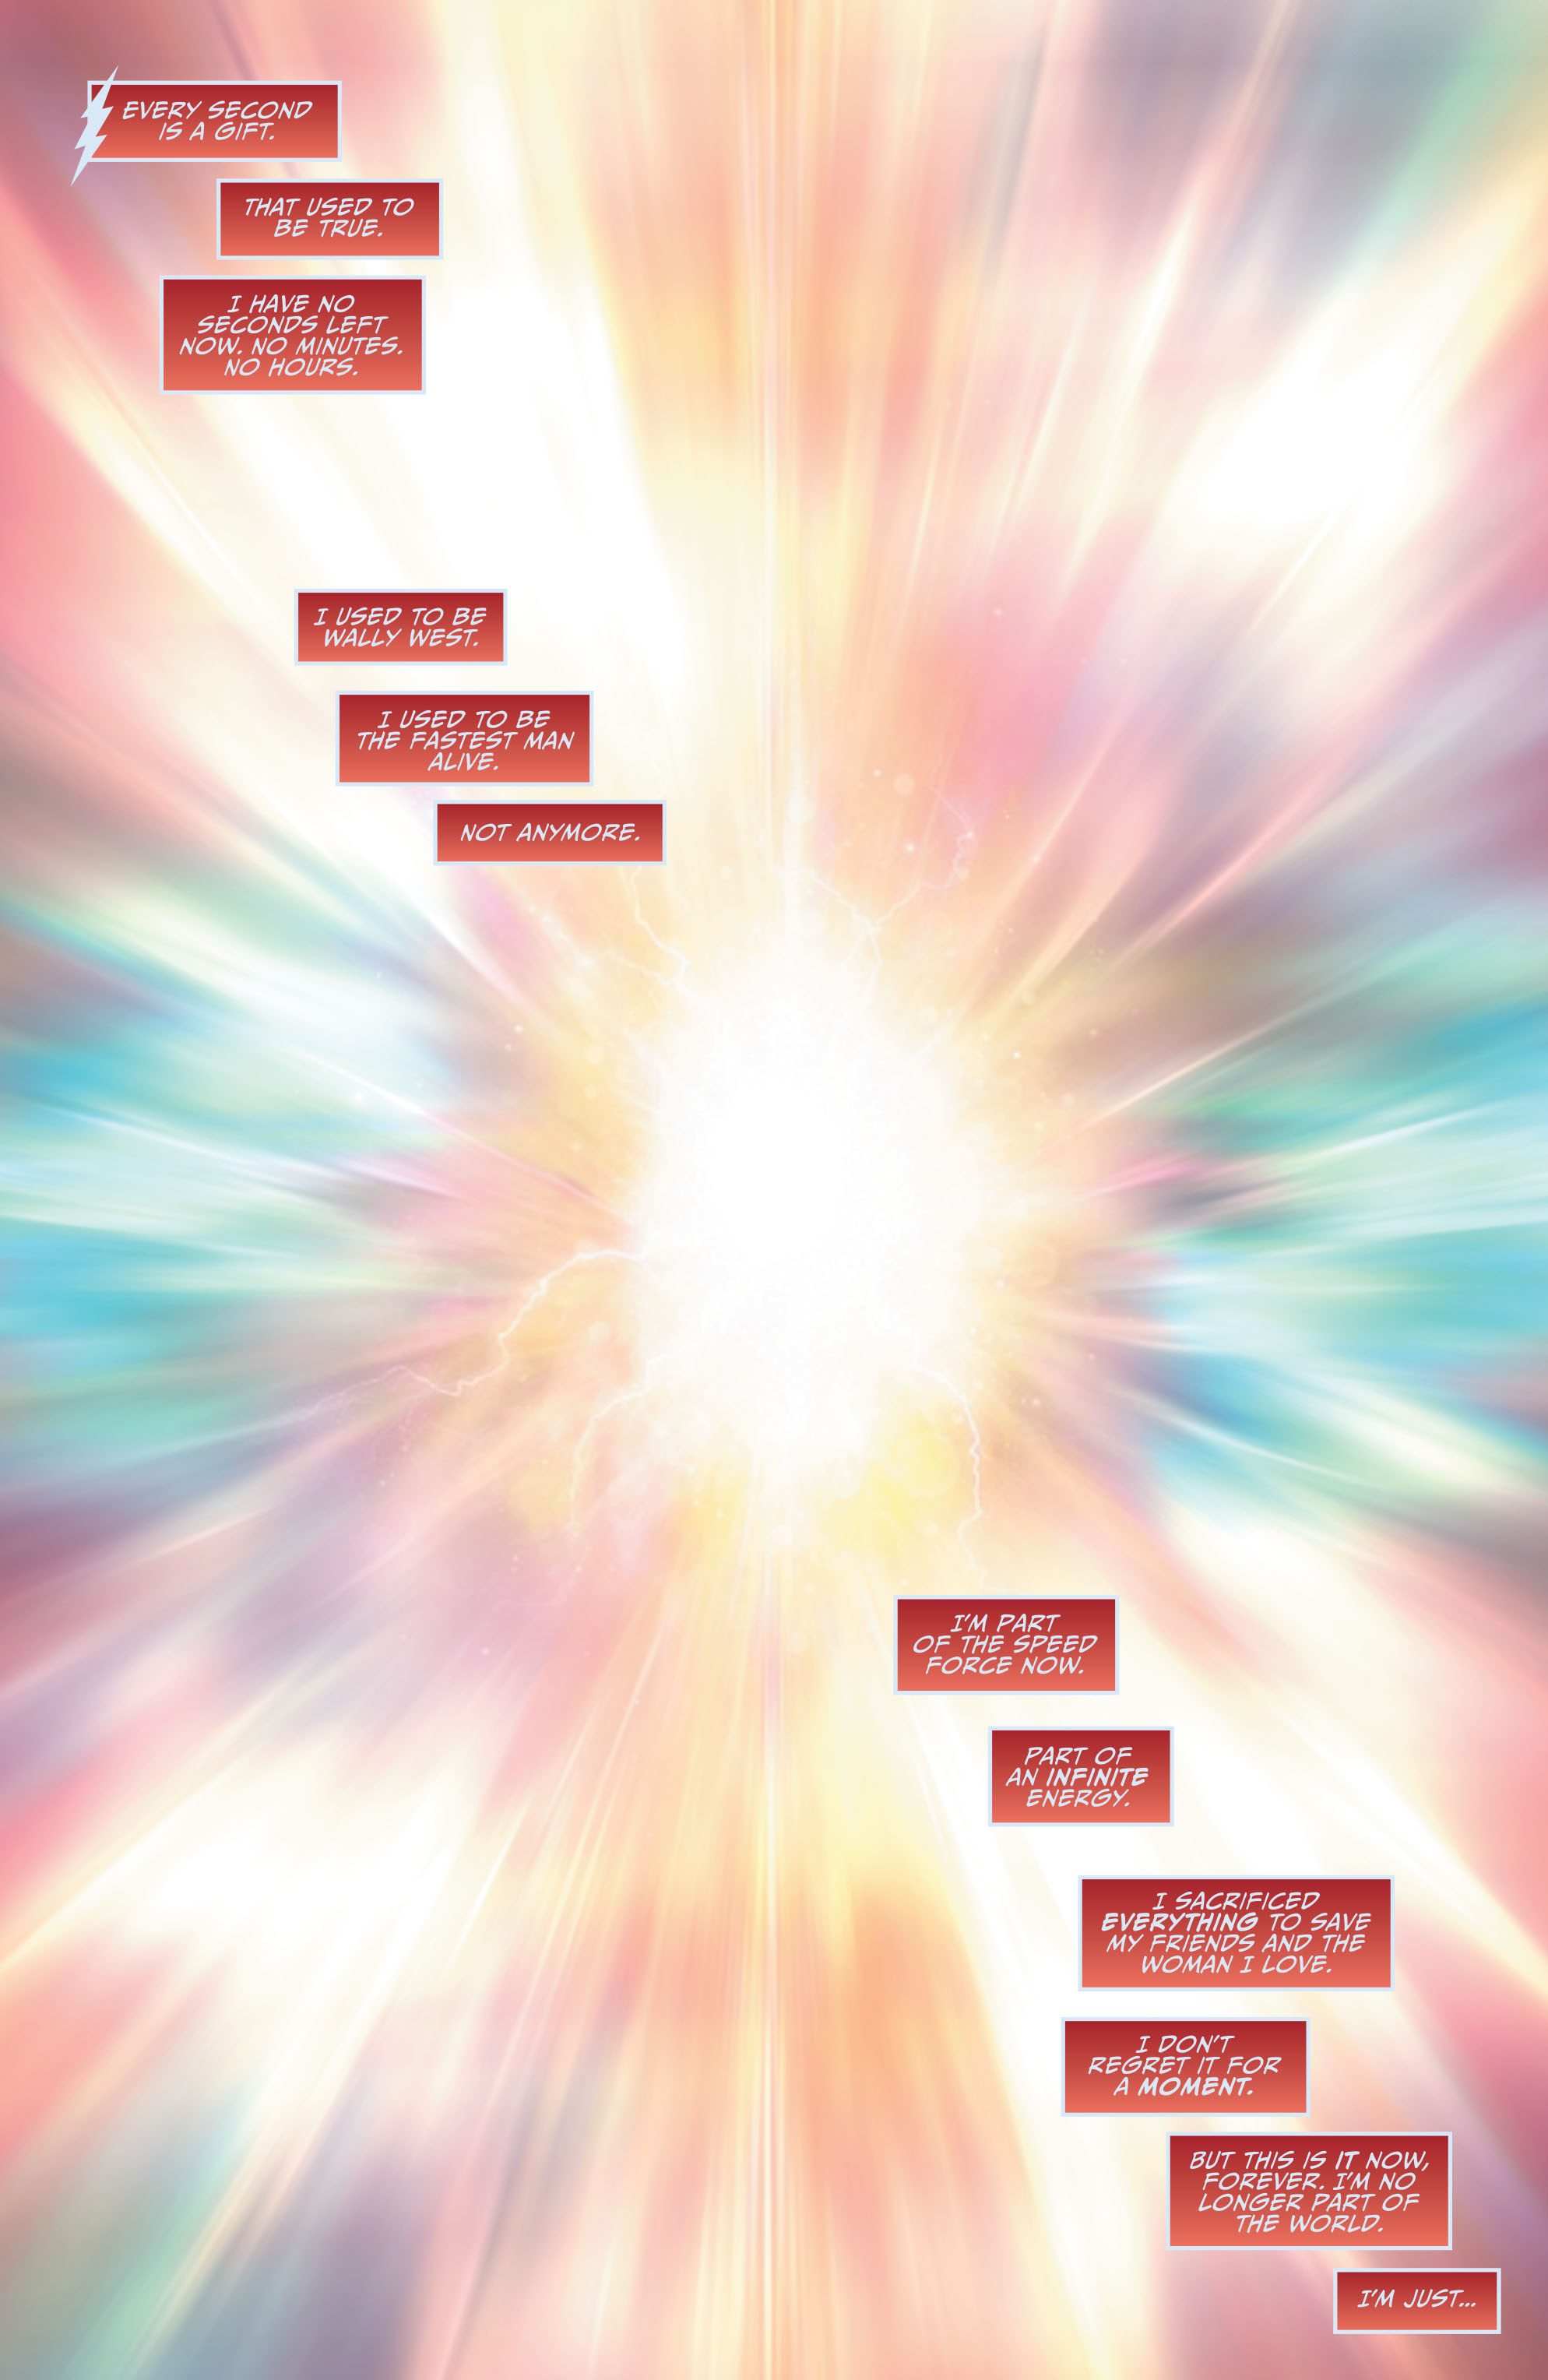 EVERY SECOND
IS A GIFT.
THAT USED TO
BE TRUE.
I HAVE NO
SECONDS LEFT
NOW. NO MINUTES.
NO HOURS.
I USED TO BE
WALLY WEST.
I USED TO BE
THE FASTEST MAN
ALIVE.
NOT ANYMORE.
I'M PART
OF THE SPEED
FORCE NOW.
PART OF
AN INFINITE
ENERGY.
I SACRIFICED
EVERYTHING TO SAVE
MY FRIENDS AND THE
WOMAN I LOVE.
I DON'T
REGRET IT FOR
A MOMENT.
BUT THIS IS IT NOW,
FOREVER. I'M NO
LONGER PART OF
THE WORLD.
I'M JUST...